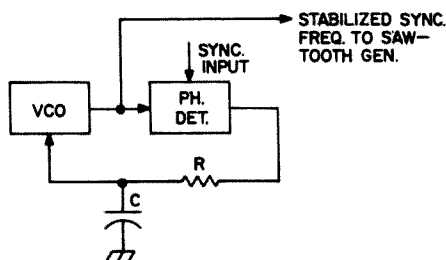 STABILIZED SYNC.
FREQ. TO SAW-
TOOTH GEN.
SYNC.
INPUT
VCO
PH.
DET.
R
C